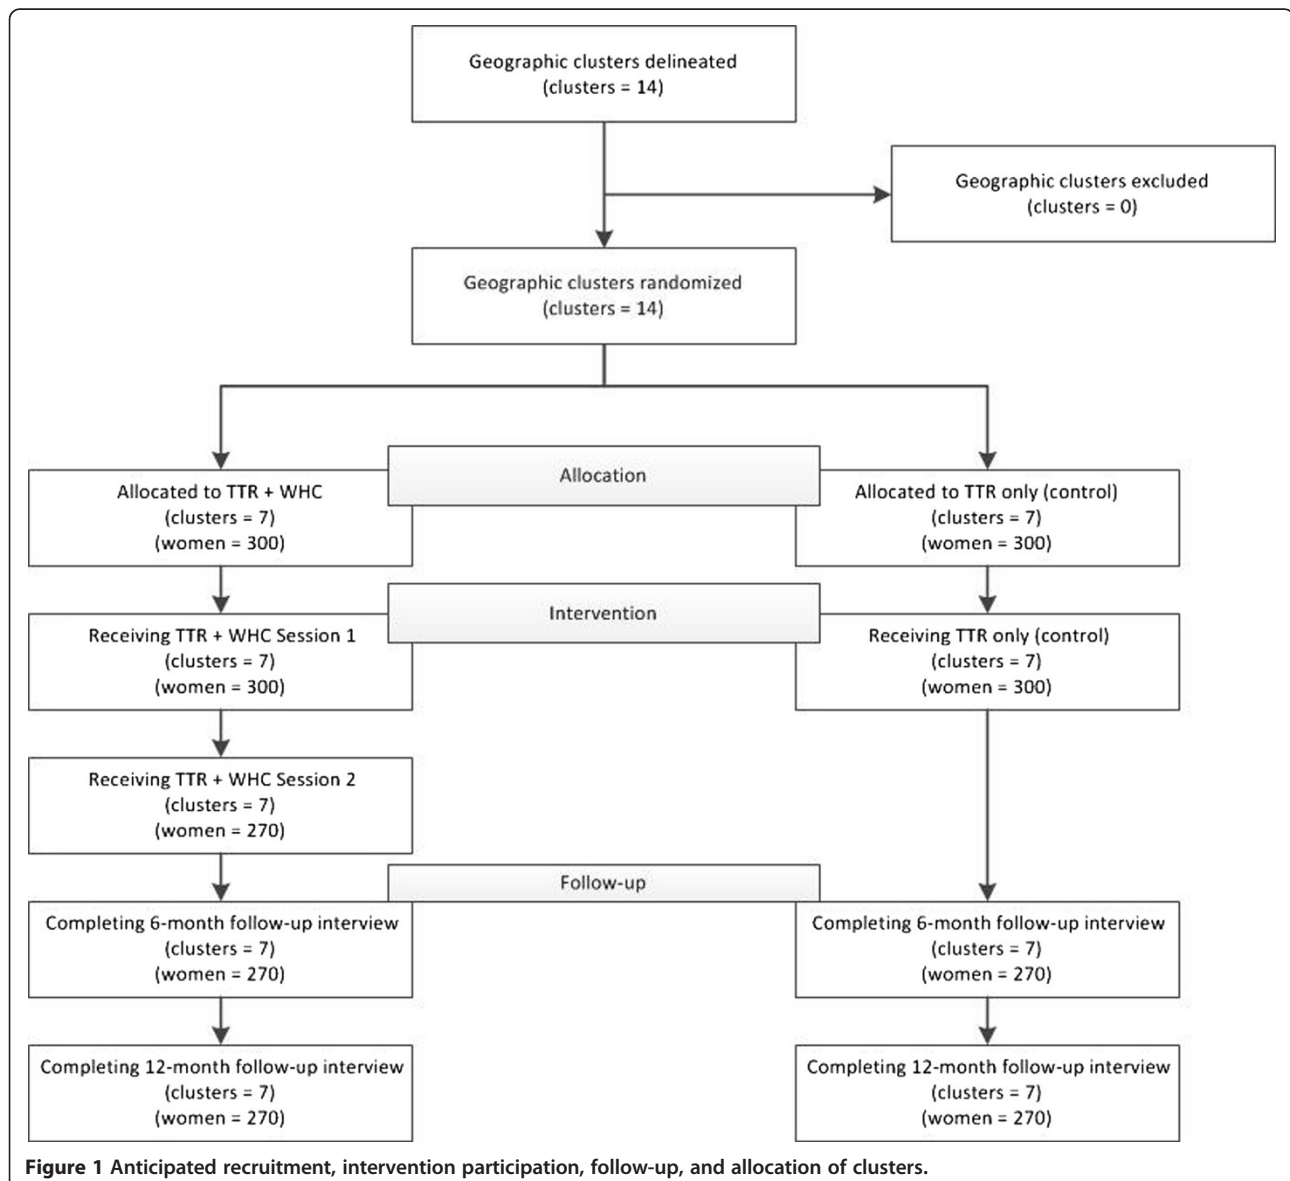 Geographic clusters delineated
(clusters = 14)
Geographic clusters excluded
(clusters = 0)
Geographic clusters randomized
(clusters = 14)
Allocation
Allocated to TTR + WHC
(clusters = 7)
(women = 300)
Allocated to TTR only (control)
(clusters = 7)
(women = 300)
Intervention
Receiving TTR + WHC Session 1
(clusters = 7)
(women = 300)
Receiving TTR only (control)
(clusters = 7)
(women = 300)
Receiving TTR + WHC Session 2
(clusters = 7)
(women = 270)
Follow-up
Completing 6-month follow-up interview
(clusters = 7)
(women = 270)
Completing 6-month follow-up interview
(clusters = 7)
(women = 270)
Completing 12-month follow-up interview
(clusters = 7)
(women = 270)
Completing 12-month follow-up interview
(clusters = 7)
(women = 270)
Figure 1 Anticipated recruitment, intervention participation, follow-up, and allocation of clusters.